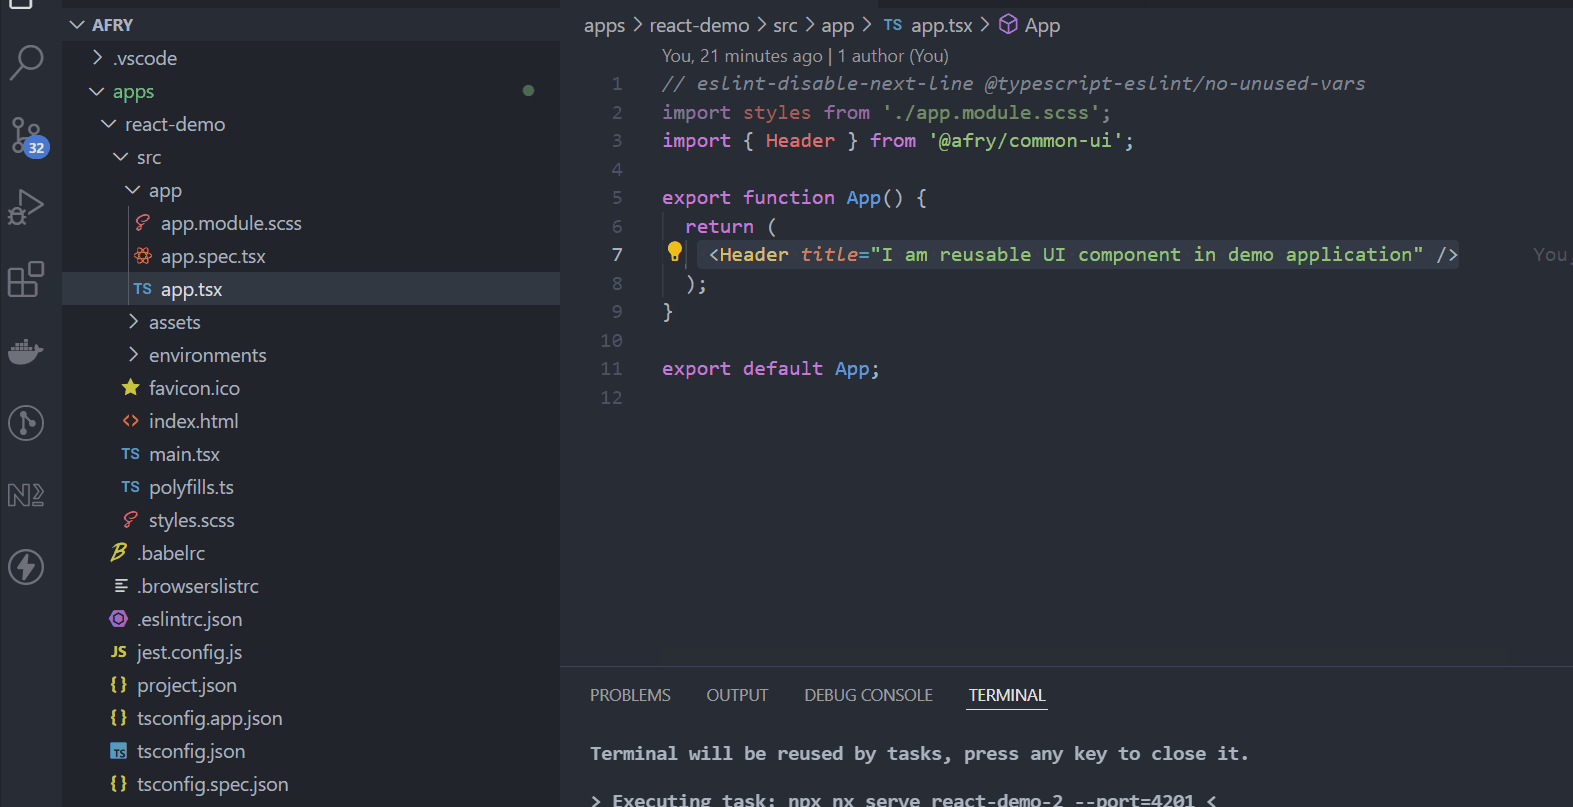 AFRY
.vscode
apps
react-demo
src
app
app.module.scss
app.spec.tsx
TS app.tsx
assets
environments
favicon.ico
<> index.html
TS main.tsx
TS polyfills.ts
styles.scss
.babelrc
.browserslistrc
.eslintrc.json
JS jest.config.js
{} project.json
{} tsconfig.app.json
TS tsconfig.json
{} tsconfig.spec.json
32
apps > react-demo > src > app > TS app.tsx > App
You, 21 minutes ago | 1 author (You)
1 // eslint-disable-next-line @typescript-eslint/no-unused-vars
2 import styles from './app.module.scss';
3 import { Header } from '@afry/common-ui';
4
5 export function App() {
6 return (
7 <Header title="I am reusable UI component in demo application" /> You,
8 );
9 }
10
11 export default App;
12
PROBLEMS OUTPUT DEBUG CONSOLE TERMINAL
Terminal will be reused by tasks, press any key to close it.
> Executing task: npx nx serve react-demo-2 --port=4201 <